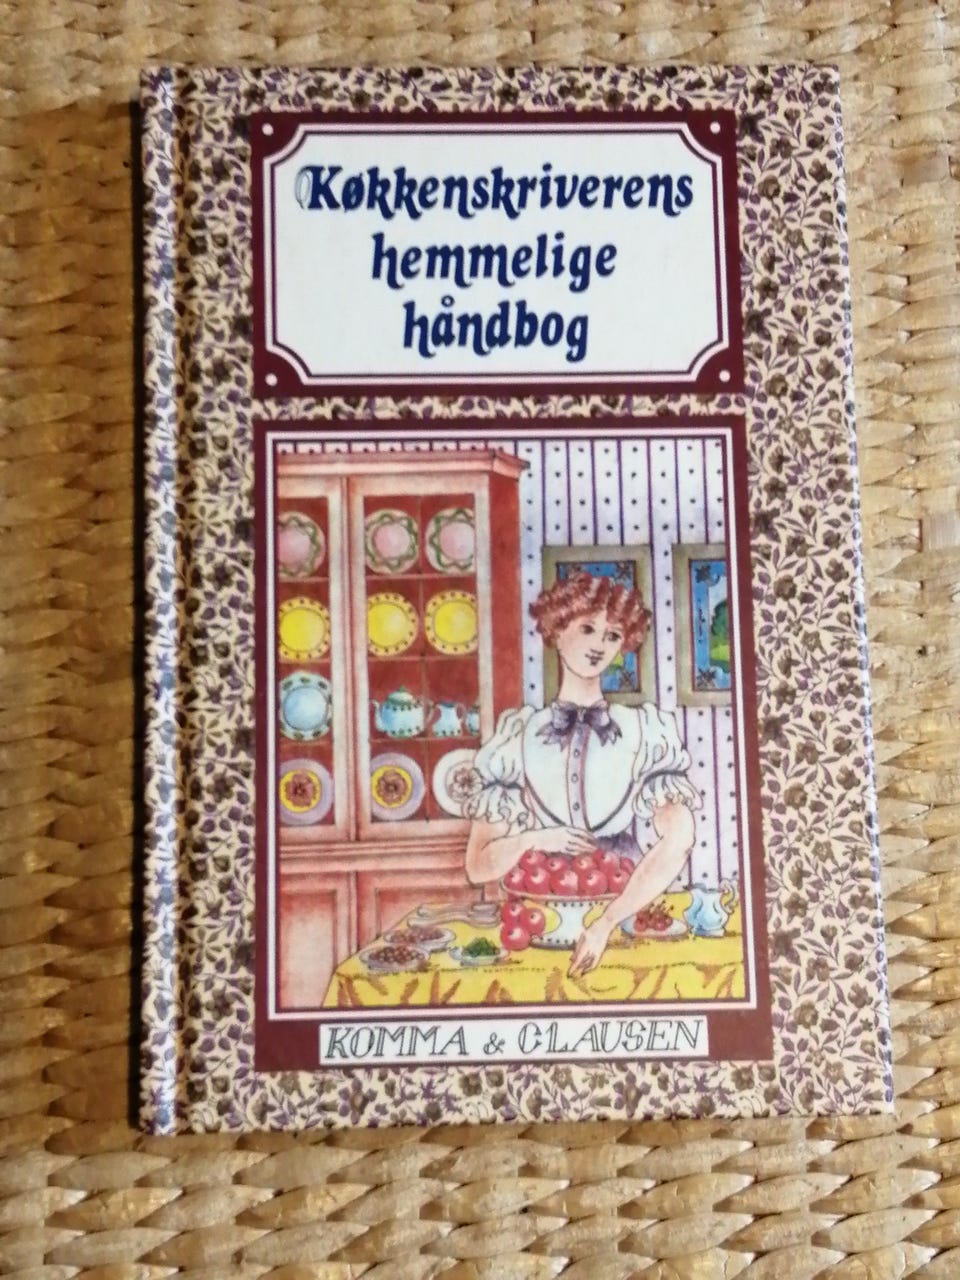 Køkkenskriverens
hemmelige
håndbog
KOMMA & CLAUSEN